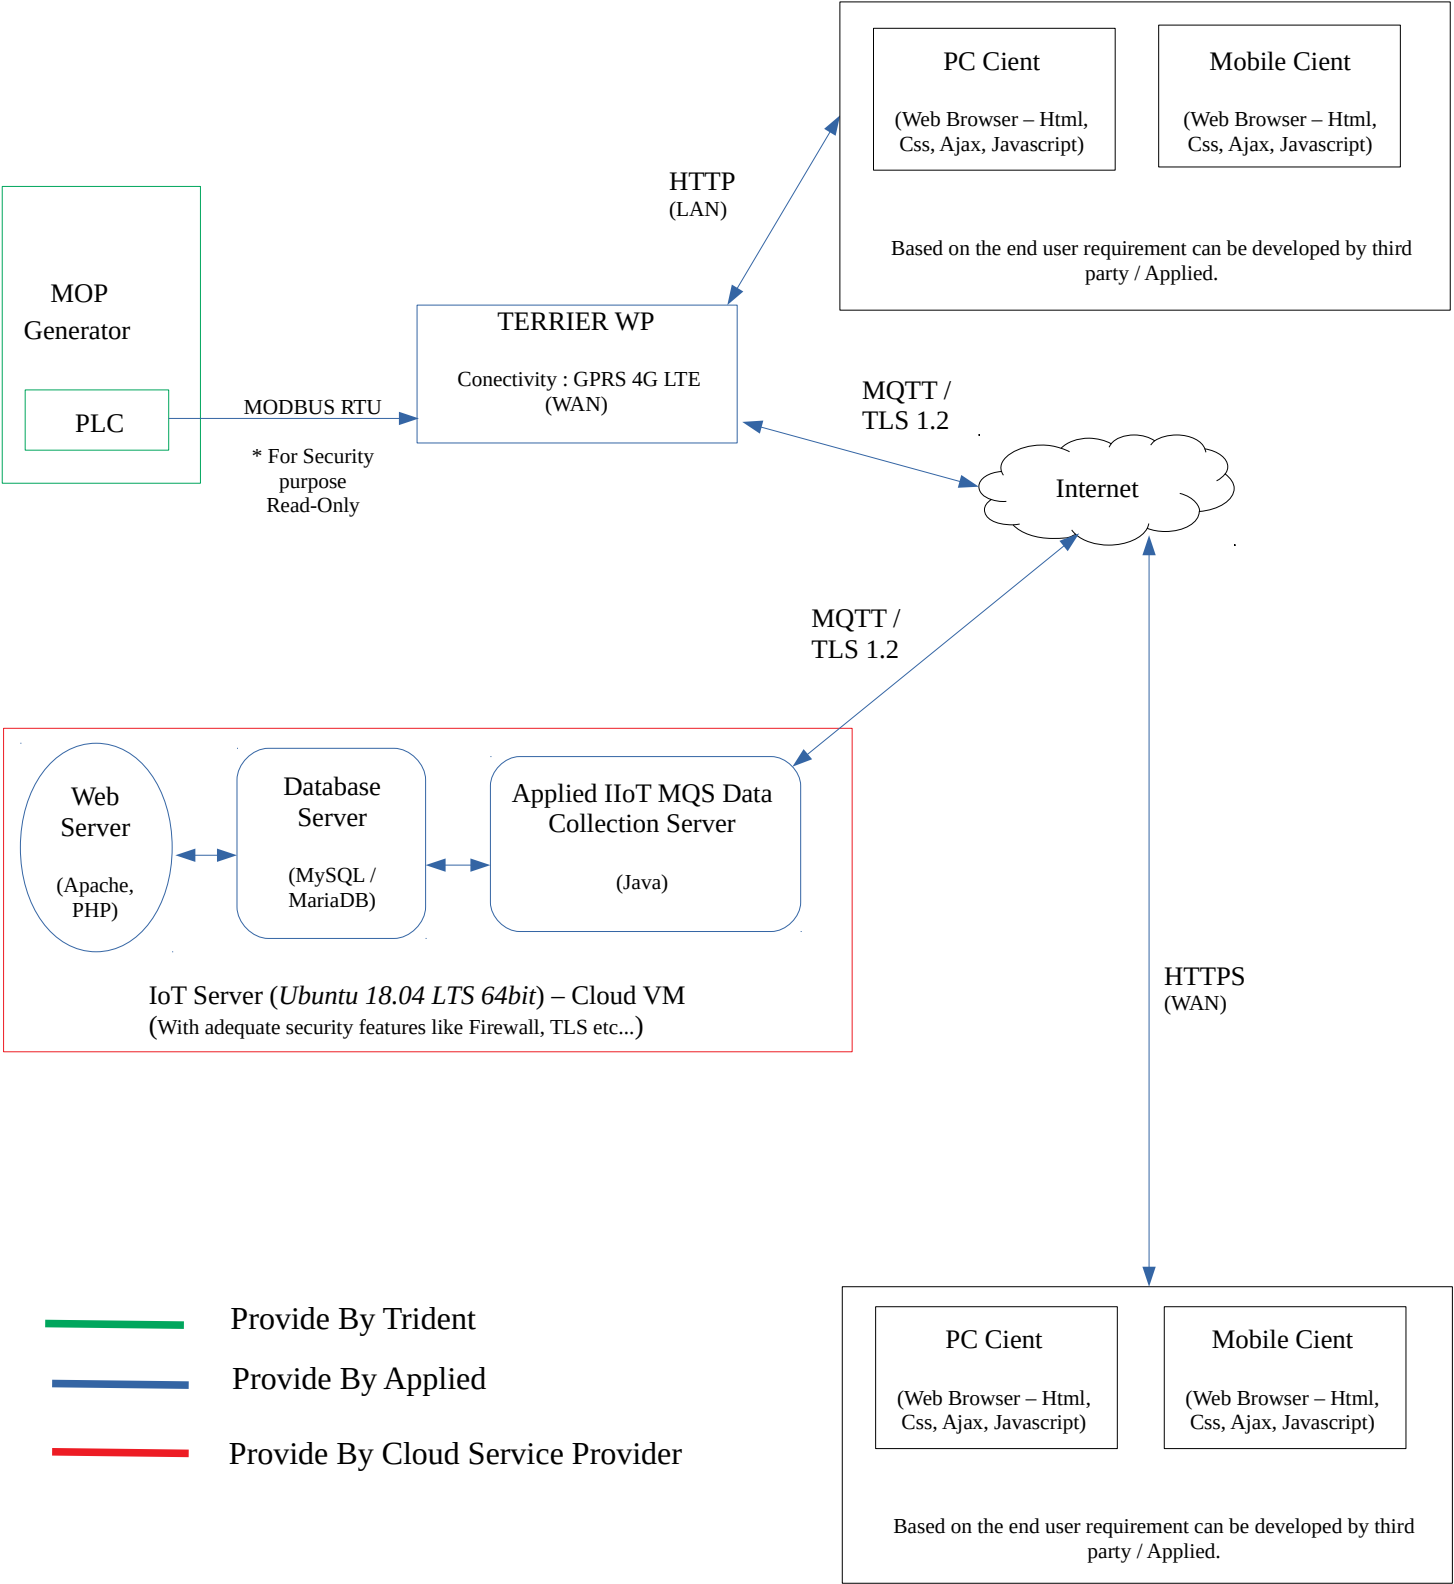 PC Cient
(Web Browser – Html,
Css, Ajax, Javascript)
Mobile Cient
(Web Browser – Html,
Css, Ajax, Javascript)
Based on the end user requirement can be developed by third
party / Applied.
HTTP
(LAN)
MOP
Generator
PLC
MODBUS RTU
* For Security
purpose
Read-Only
TERRIER WP
Conectivity : GPRS 4G LTE
(WAN)
MQTT /
TLS 1.2
Internet
MQTT /
TLS 1.2
Web
Server
(Apache,
PHP)
Database
Server
(MySQL /
MariaDB)
Applied IIoT MQS Data
Collection Server
(Java)
IoT Server (Ubuntu 18.04 LTS 64bit) – Cloud VM
(With adequate security features like Firewall, TLS etc...)
HTTPS
(WAN)
Provide By Trident
Provide By Applied
Provide By Cloud Service Provider
PC Cient
(Web Browser – Html,
Css, Ajax, Javascript)
Mobile Cient
(Web Browser – Html,
Css, Ajax, Javascript)
Based on the end user requirement can be developed by third
party / Applied.